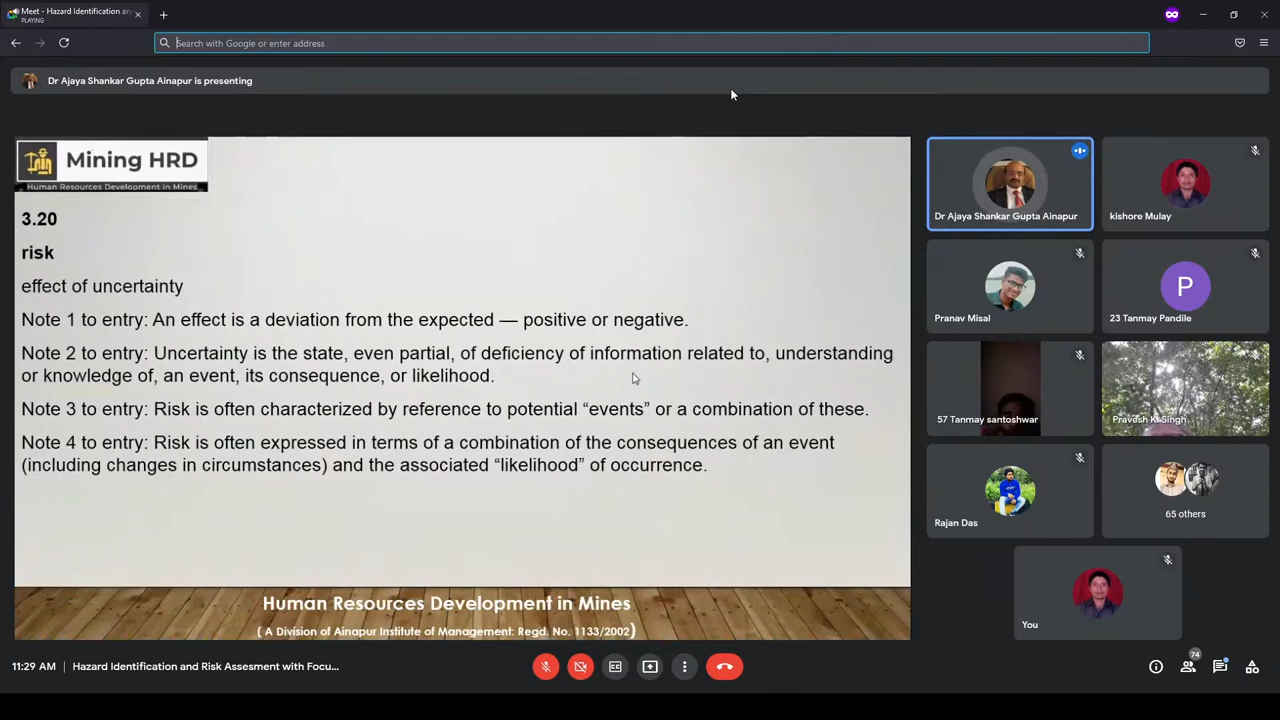 Meet - Hazard Identification an
PLAYING
Search with Google or enter address
Dr Ajaya Shankar Gupta Ainapur is presenting
Mining HRD
Human Resources Development in Mines
3.20
risk
effect of uncertainty
Note 1 to entry: An effect is a deviation from the expected — positive or negative.
Note 2 to entry: Uncertainty is the state, even partial, of deficiency of information related to, understanding
or knowledge of, an event, its consequence, or likelihood.
Note 3 to entry: Risk is often characterized by reference to potential “events” or a combination of these.
Note 4 to entry: Risk is often expressed in terms of a combination of the consequences of an event
(including changes in circumstances) and the associated “likelihood” of occurrence.
Human Resources Development in Mines
( A Division of Ainapur Institute of Management: Regd. No. 1133/2002)
Dr Ajaya Shankar Gupta Ainapur
kishore Mulay
Pranav Misal
P
23 Tanmay Pandile
57 Tanmay santoshwar
Pravesh K. Singh
Rajan Das
65 others
You
11:29 AM | Hazard Identification and Risk Assesment with Focu...
74